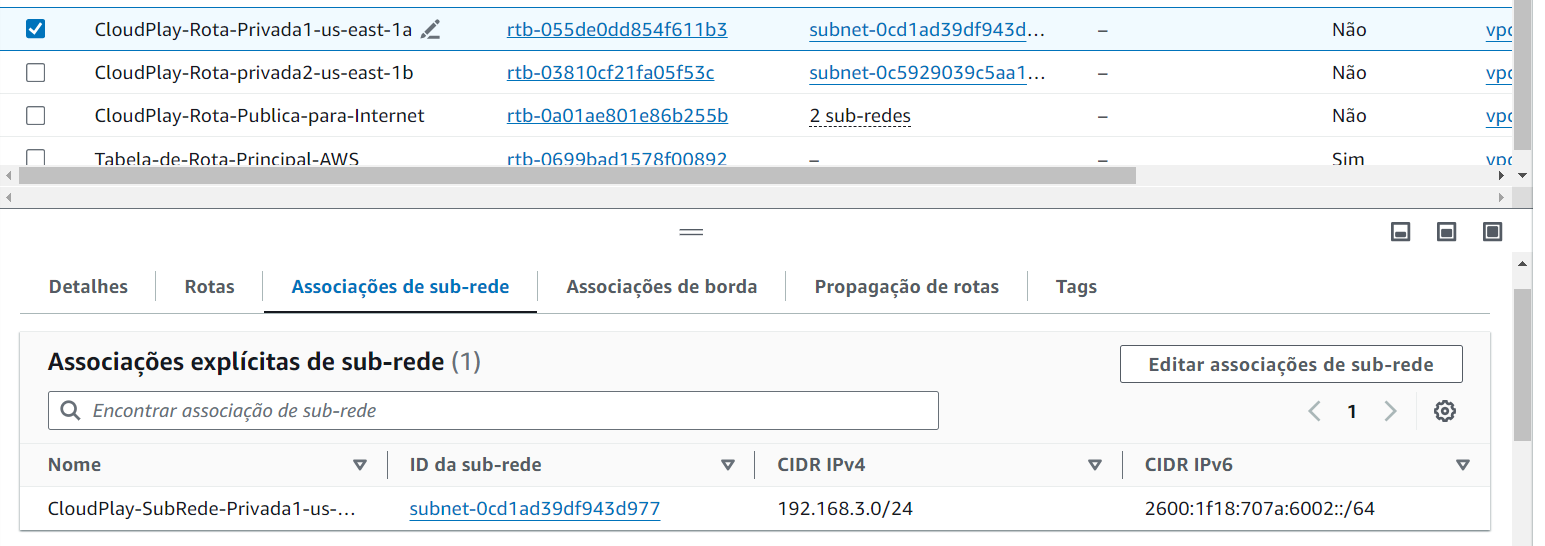 CloudPlay-Rota-Privada1-us-east-1a rtb-055de0dd854f611b3 subnet-0cd1ad39df943d... – Não vpc
CloudPlay-Rota-privada2-us-east-1b rtb-03810cf21fa05f53c subnet-0c5929039c5aa1... – Não vpc
CloudPlay-Rota-Publica-para-Internet rtb-0a01ae801e86b255b 2 sub-redes – Não vpc
Tabela-de-Rota-Principal-AWS rtb-0699bad1578f00892 – – Sim vpc
Detalhes Rotas Associações de sub-rede Associações de borda Propagação de rotas Tags
Associações explícitas de sub-rede (1) Editar associações de sub-rede
Encontrar associação de sub-rede 1
Nome ID da sub-rede CIDR IPv4 CIDR IPv6
CloudPlay-SubRede-Privada1-us-... subnet-0cd1ad39df943d977 192.168.3.0/24 2600:1f18:707a:6002::/64